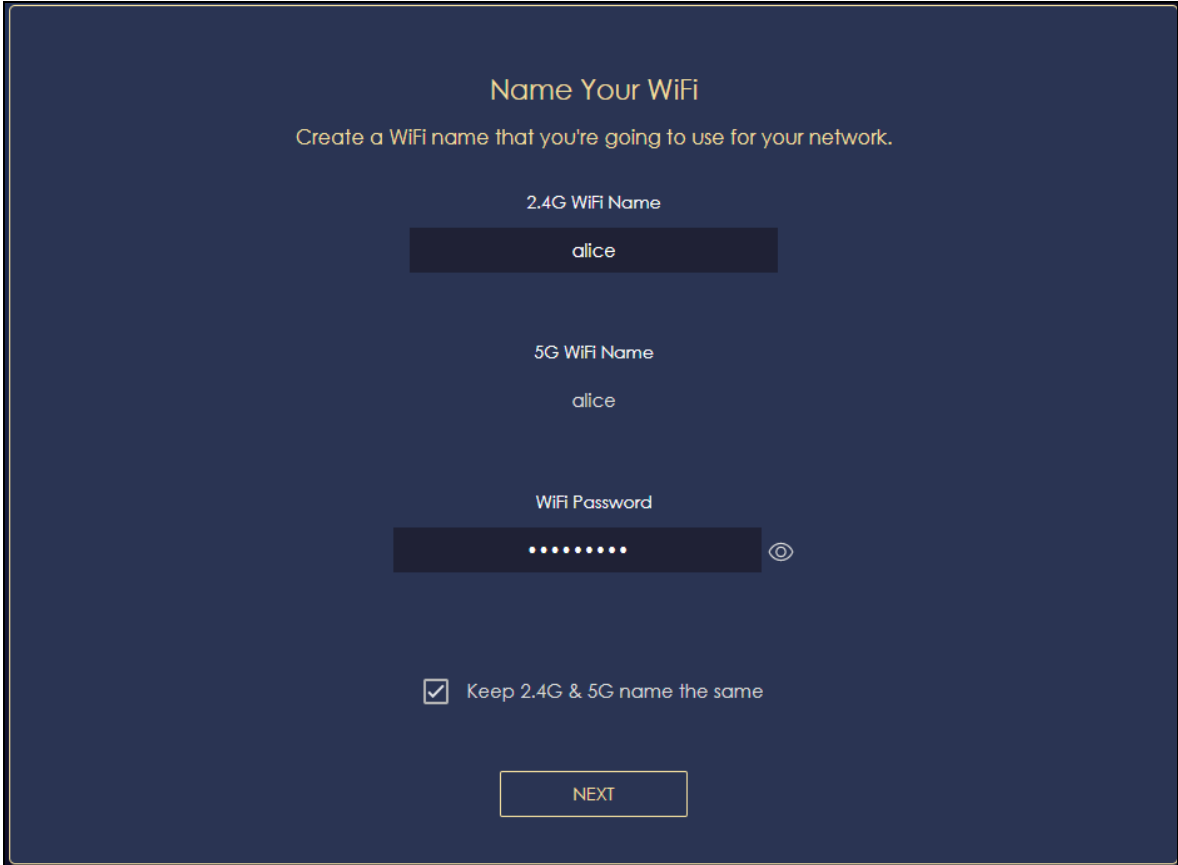 Name Your WiFi
Create a WiFi name that you're going to use for your network.
2.4G WiFi Name
alice
5G WiFi Name
alice
WiFi Password
•••••••••
Keep 2.4G & 5G name the same
NEXT